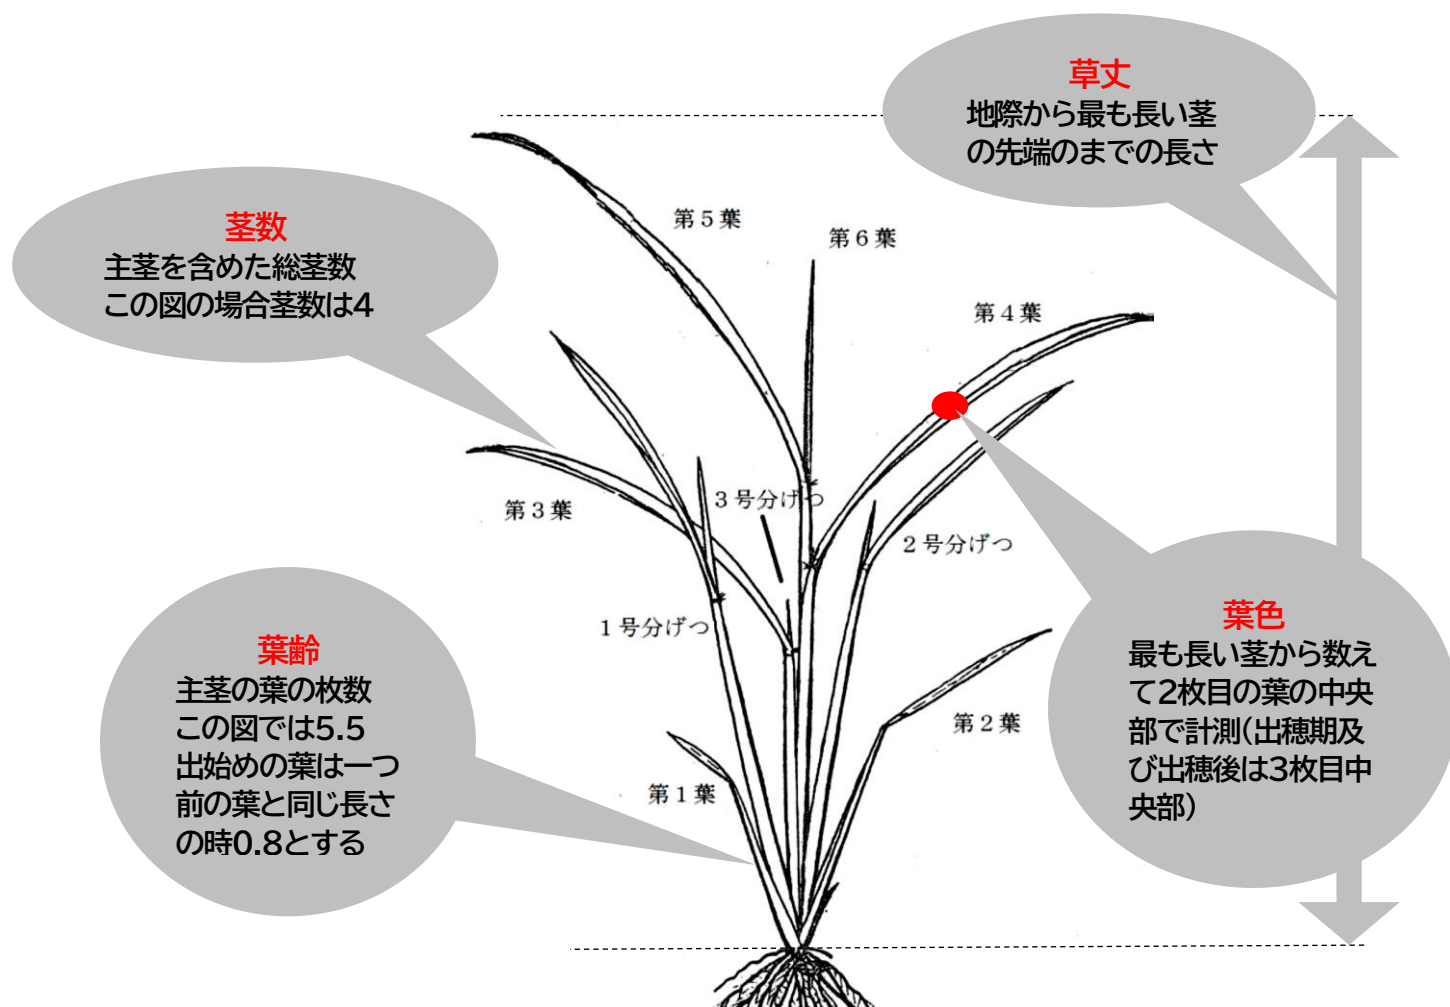 草丈
地際から最も長い茎
の先端のまでの長さ
茎数
主茎を含めた総茎数
この図の場合茎数は4
第5葉
第6葉
第4葉
第3葉
3号分げつ
2号分げつ
1号分げつ
葉齢
主茎の葉の枚数
この図では5.5
出始めの葉は一つ
前の葉と同じ長さ
の時0.8とする
葉色
最も長い茎から数え
て2枚目の葉の中央
部で計測(出穂期及
び出穂後は3枚目中
央部)
第2葉
第1葉